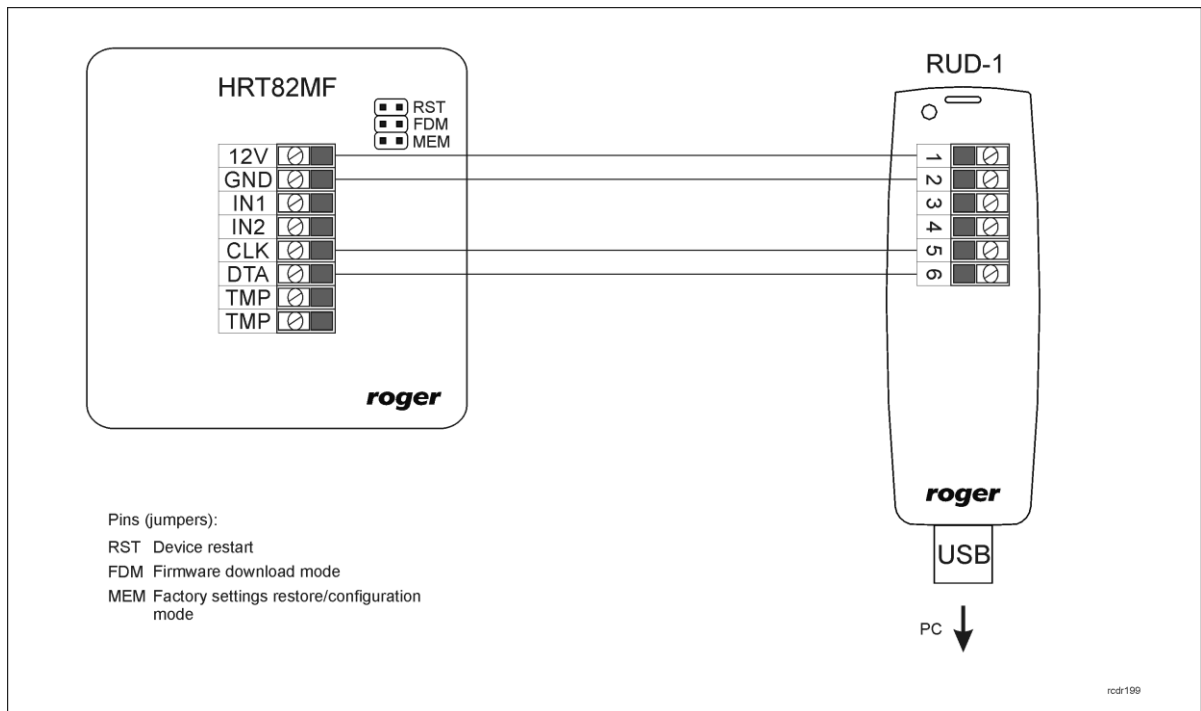 HRT82MF
RST
FDM
MEM
12V
GND
IN1
IN2
CLK
DTA
TMP
TMP
roger
RUD-1
1
2
3
4
5
6
roger
USB
PC
Pins (jumpers):
RST Device restart
FDM Firmware download mode
MEM Factory settings restore/configuration
mode
rcdr199